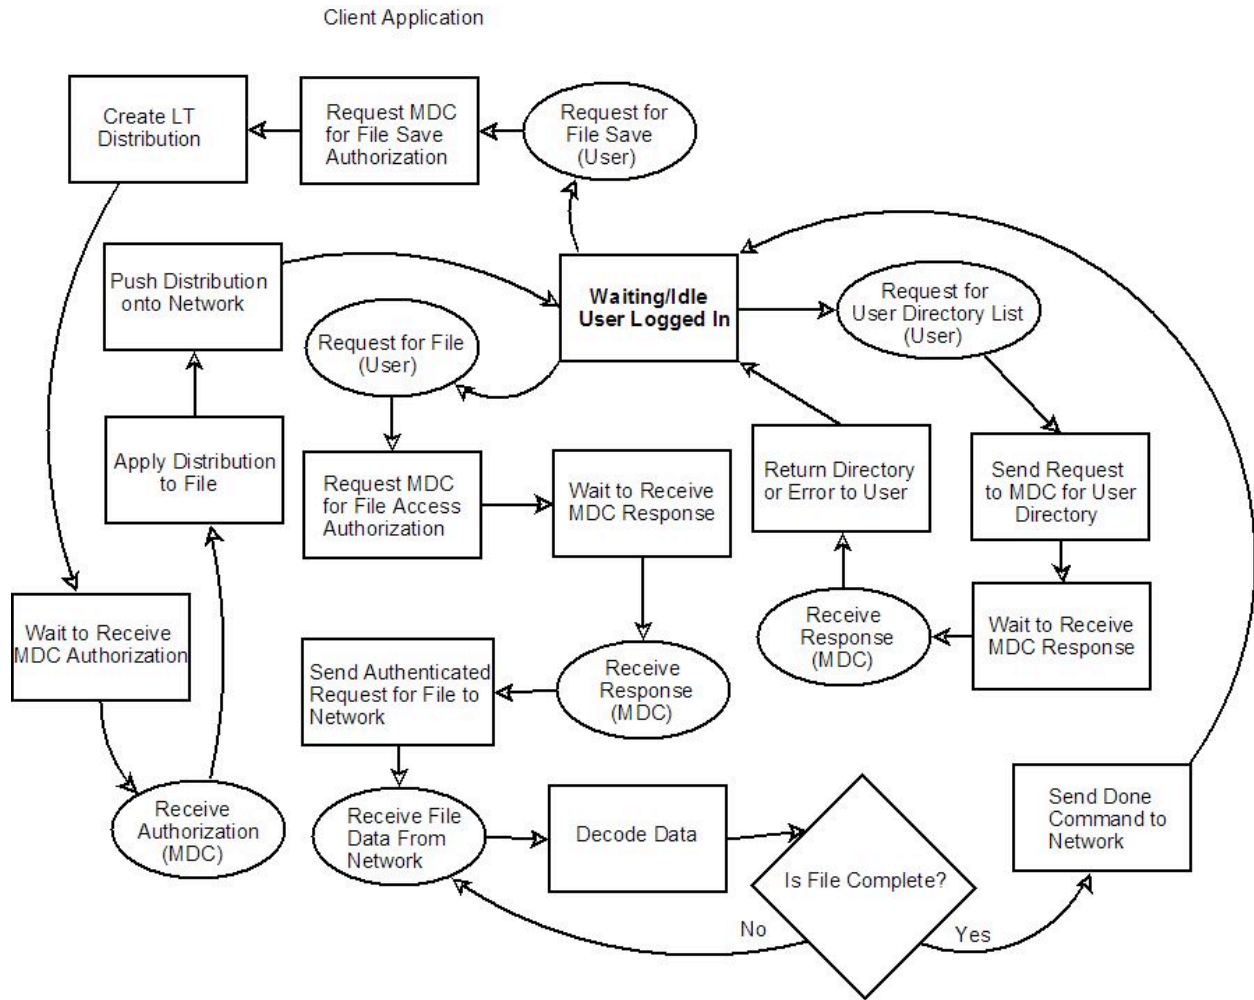 Client Application
Create LT
Distribution
Request MDC
for File Save
Authorization
Request for
File Save
(User)
Push Distribution
onto Network
Waiting/Idle
User Logged In
Request for
User Directory List
(User)
Request for File
(User)
Apply Distribution
to File
Request MDC
for File Access
Authorization
Wait to Receive
MDC Response
Return Directory
or Error to User
Send Request
to MDC for User
Directory
Wait to Receive
MDC Authorization
Send Authenticated
Request for File to
Network
Receive
Response
(MDC)
Receive
Response
(MDC)
Wait to Receive
MDC Response
Receive
Authorization
(MDC)
Receive File
Data From
Network
Decode Data
Is File Complete?
Send Done
Command to
Network
No
Yes